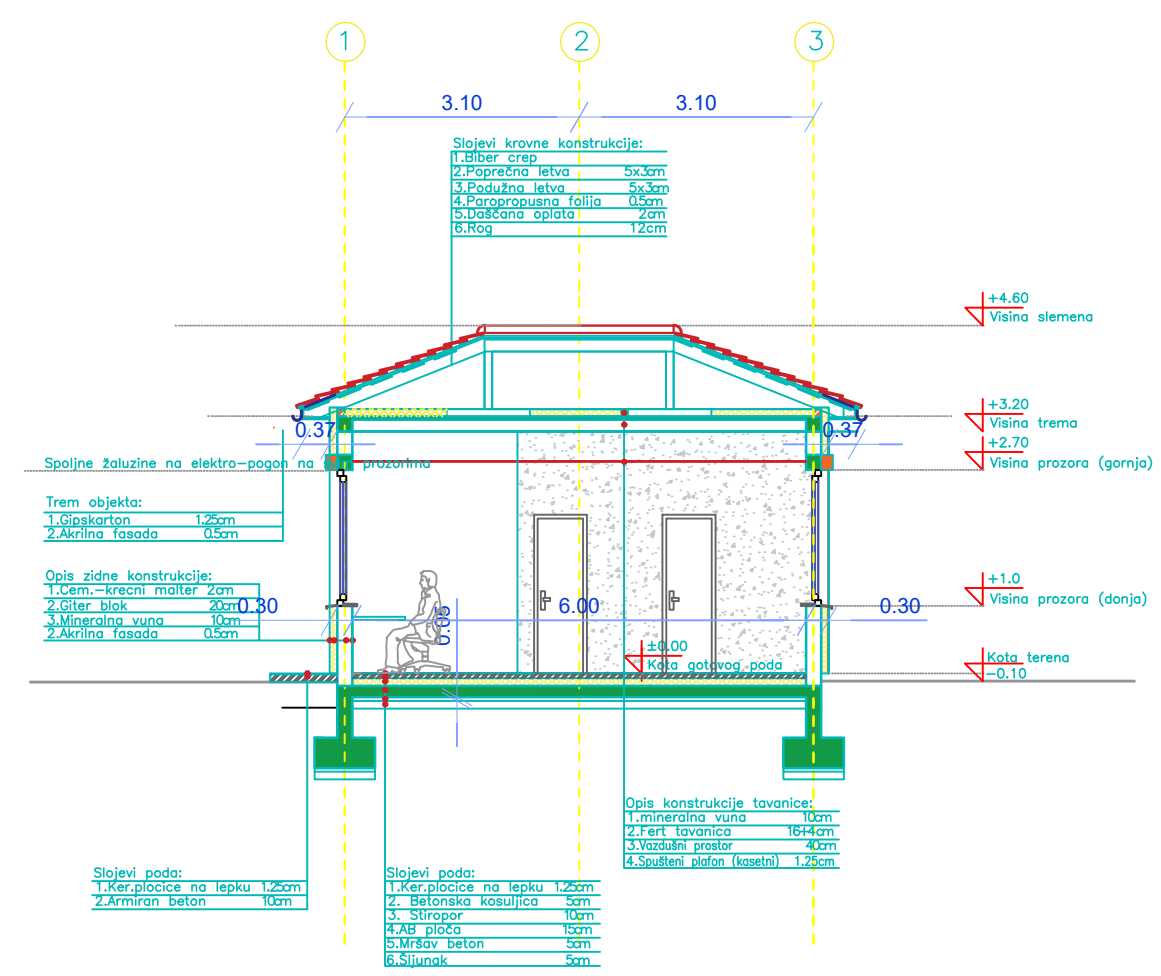 1 2 3
3.10 3.10
Slojevi krovne konstrukcije:
1.Biber crep
2.Poprečna letva 5x3cm
3.Podužna letva 5x3cm
4.Paropropusna folija 0.5cm
5.Daščana oplata 2cm
6.Rog 12cm
+4.60
Visina slemena
+3.20
Visina trema
0.37 0.37
+2.70
Visina prozora (gornja)
Spoljne žaluzine na elektro-pogon na prozorima
Trem objekta:
1.Gipskarton 1.25cm
2.Akrilna fasada 0.5cm
Opis zidne konstrukcije:
1.Cem.-krecni malter 2cm
2.Giter blok 20cm
3.Mineralna vuna 10cm
2.Akrilna fasada 0.5cm
+1.0
Visina prozora (donja)
0.30 6.00 0.30
±0.00
Kota gotovog poda
Kota terena
-0.10
Opis konstrukcije tavanice:
1.mineralna vuna 10cm
2.Fert tavanica 16+4cm
3.Vazdušni prostor 40cm
4.Spušteni plafon (kasetni) 1.25cm
Slojevi poda:
1.Ker.plocice na lepku 1.25cm
2.Armiran beton 10cm
Slojevi poda:
1.Ker.plocice na lepku 1.25cm
2. Betonska kosuljica 5cm
3. Stiropor 10cm
4.AB ploča 15cm
5.Mršav beton 5cm
6.Šljunak 5cm